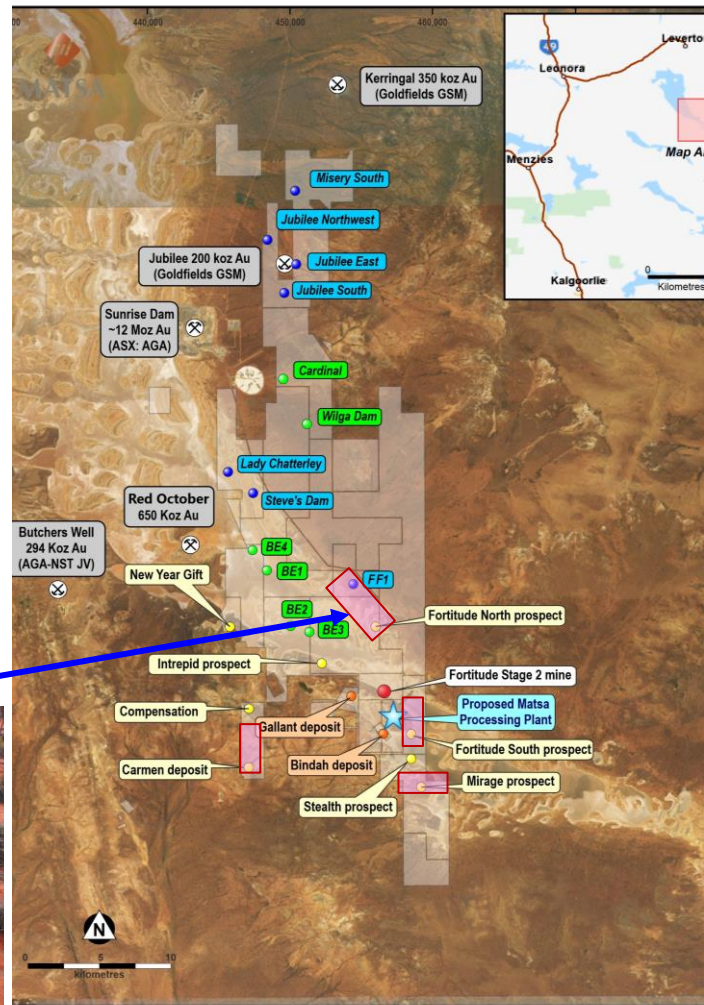 440,000
450,000
460,000
MATSA
Kerringal 350 koz Au
(Goldfields GSM)
Leonora
Menzies
Kalgoorlie
0
Kilometres
Misery South
Jubilee Northwest
Jubilee 200 koz Au
(Goldfields GSM)
Jubilee East
Jubilee South
Sunrise Dam
~12 Moz Au
(ASX: AGA)
Cardinal
Wilga Dam
Lady Chatterley
Steve's Dam
Red October
650 Koz Au
Butchers Well
294 Koz Au
(AGA-NST JV)
BE4
BE1
New Year Gift
FF1
BE2
BE3
Fortitude North prospect
Intrepid prospect
Fortitude Stage 2 mine
Compensation
Gallant deposit
Proposed Matsa
Processing Plant
Fortitude South prospect
Carmen deposit
Bindah deposit
Mirage prospect
Stealth prospect
N
0 5 10
kilometres